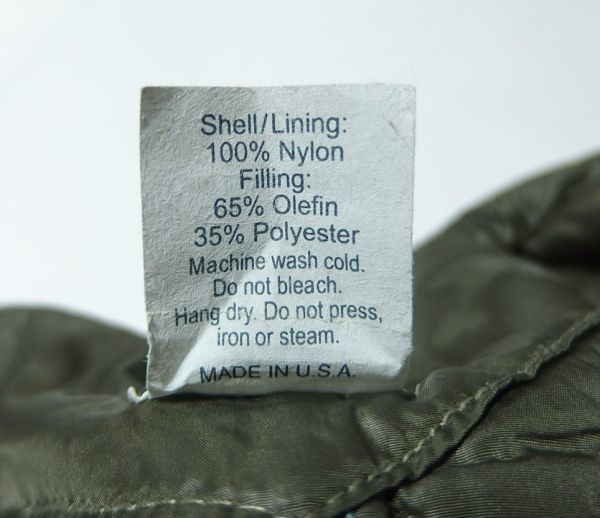 Shell/Lining:
100% Nylon
Filling:
65% Olefin
35% Polyester
Machine wash cold.
Do not bleach.
Hang dry. Do not press,
iron or steam.
MADE IN U.S.A.